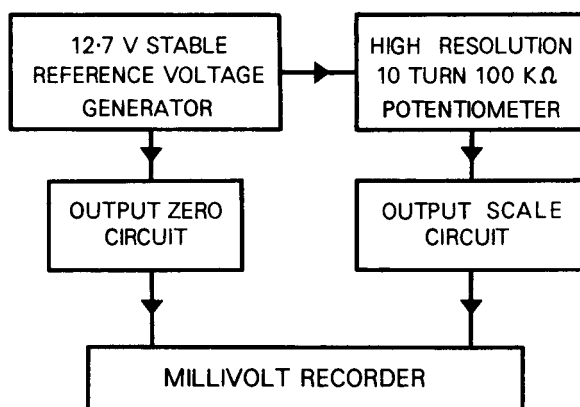 12·7 V STABLE
REFERENCE VOLTAGE
GENERATOR
HIGH RESOLUTION
10 TURN 100 KΩ
POTENTIOMETER
OUTPUT ZERO
CIRCUIT
OUTPUT SCALE
CIRCUIT
MILLIVOLT RECORDER